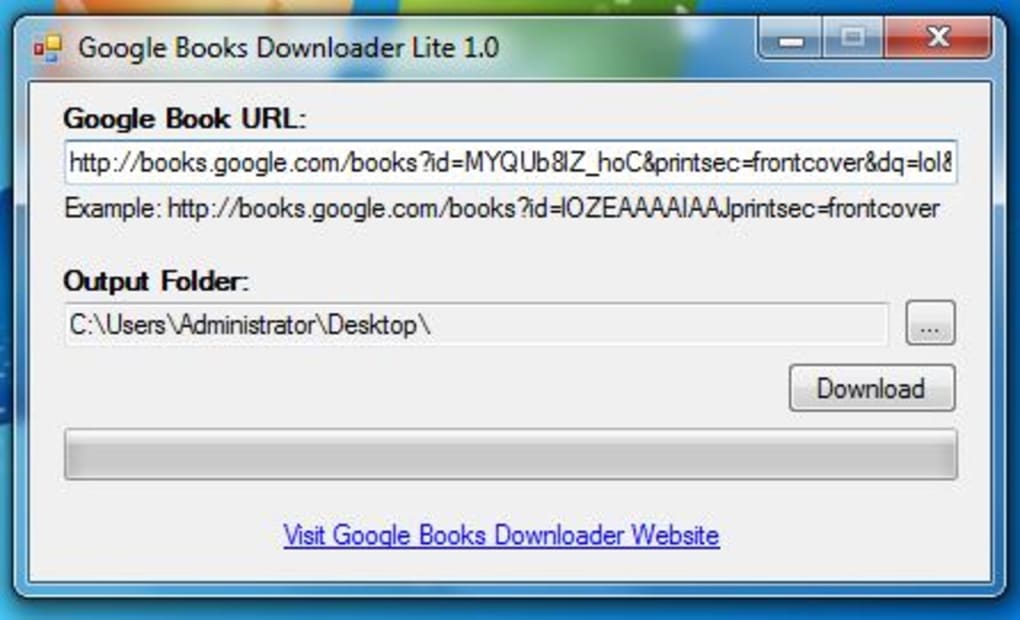 Google Books Downloader Lite 1.0
Google Book URL:
http://books.google.com/books?id=MYQUb8IZ_hoC&printsec=frontcover&dq=lol&
Example: http://books.google.com/books?id=IOZEAAAAIAAJprintsec=frontcover
Output Folder:
C:\Users\Administrator\Desktop\
...
Download
Visit Google Books Downloader Website